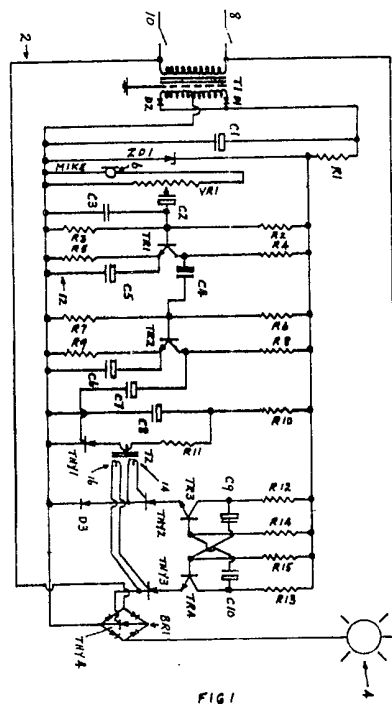 10
8
2
T1
D2
C1
R1
ZD1
MIKE
6
VR1
C3
C2
R3
R5
TR1
R2
R4
12
C5
C4
R7
R9
TR2
R6
R8
C6
C7
C8
THY1
T2
R11
R10
16
14
D3
THY2
TR3
C9
R12
R14
THY3
TR4
C10
R15
R13
THY4
BR1
4
FIG1